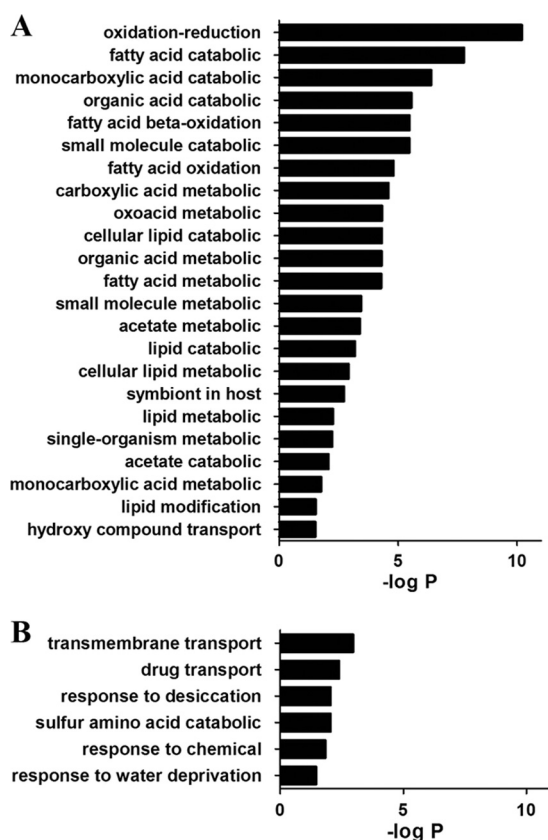 A
oxidation-reduction
fatty acid catabolic
monocarboxylic acid catabolic
organic acid catabolic
fatty acid beta-oxidation
small molecule catabolic
fatty acid oxidation
carboxylic acid metabolic
oxoacid metabolic
cellular lipid catabolic
organic acid metabolic
fatty acid metabolic
small molecule metabolic
acetate metabolic
lipid catabolic
cellular lipid metabolic
symbiont in host
lipid metabolic
single-organism metabolic
acetate catabolic
monocarboxylic acid metabolic
lipid modification
hydroxy compound transport
0 5 10
-log P
B
transmembrane transport
drug transport
response to desiccation
sulfur amino acid catabolic
response to chemical
response to water deprivation
0 5 10
-log P